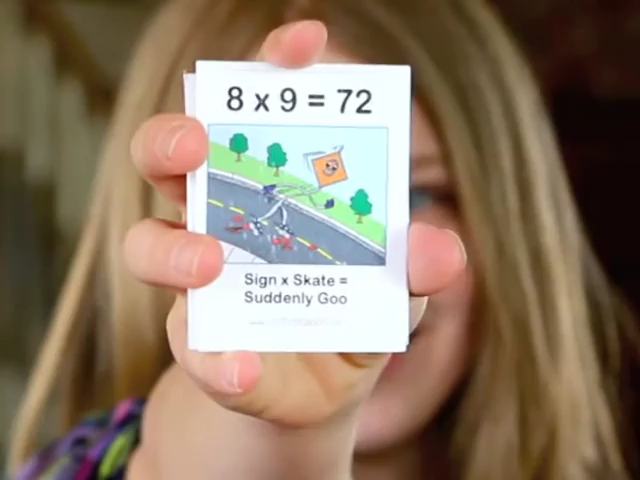 8 x 9 = 72
Sign x Skate =
Suddenly Goo